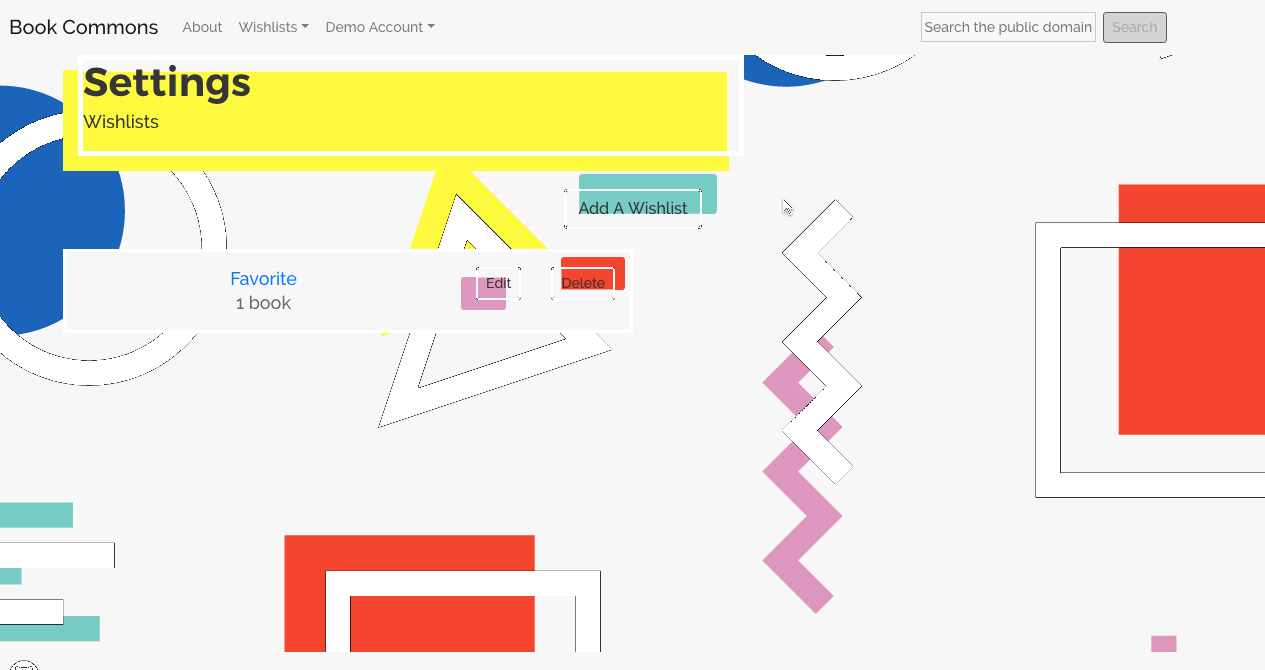 Book Commons About Wishlists Demo Account Search the public domain Search
Settings
Wishlists
Add A Wishlist
Favorite Edit Delete
1 book